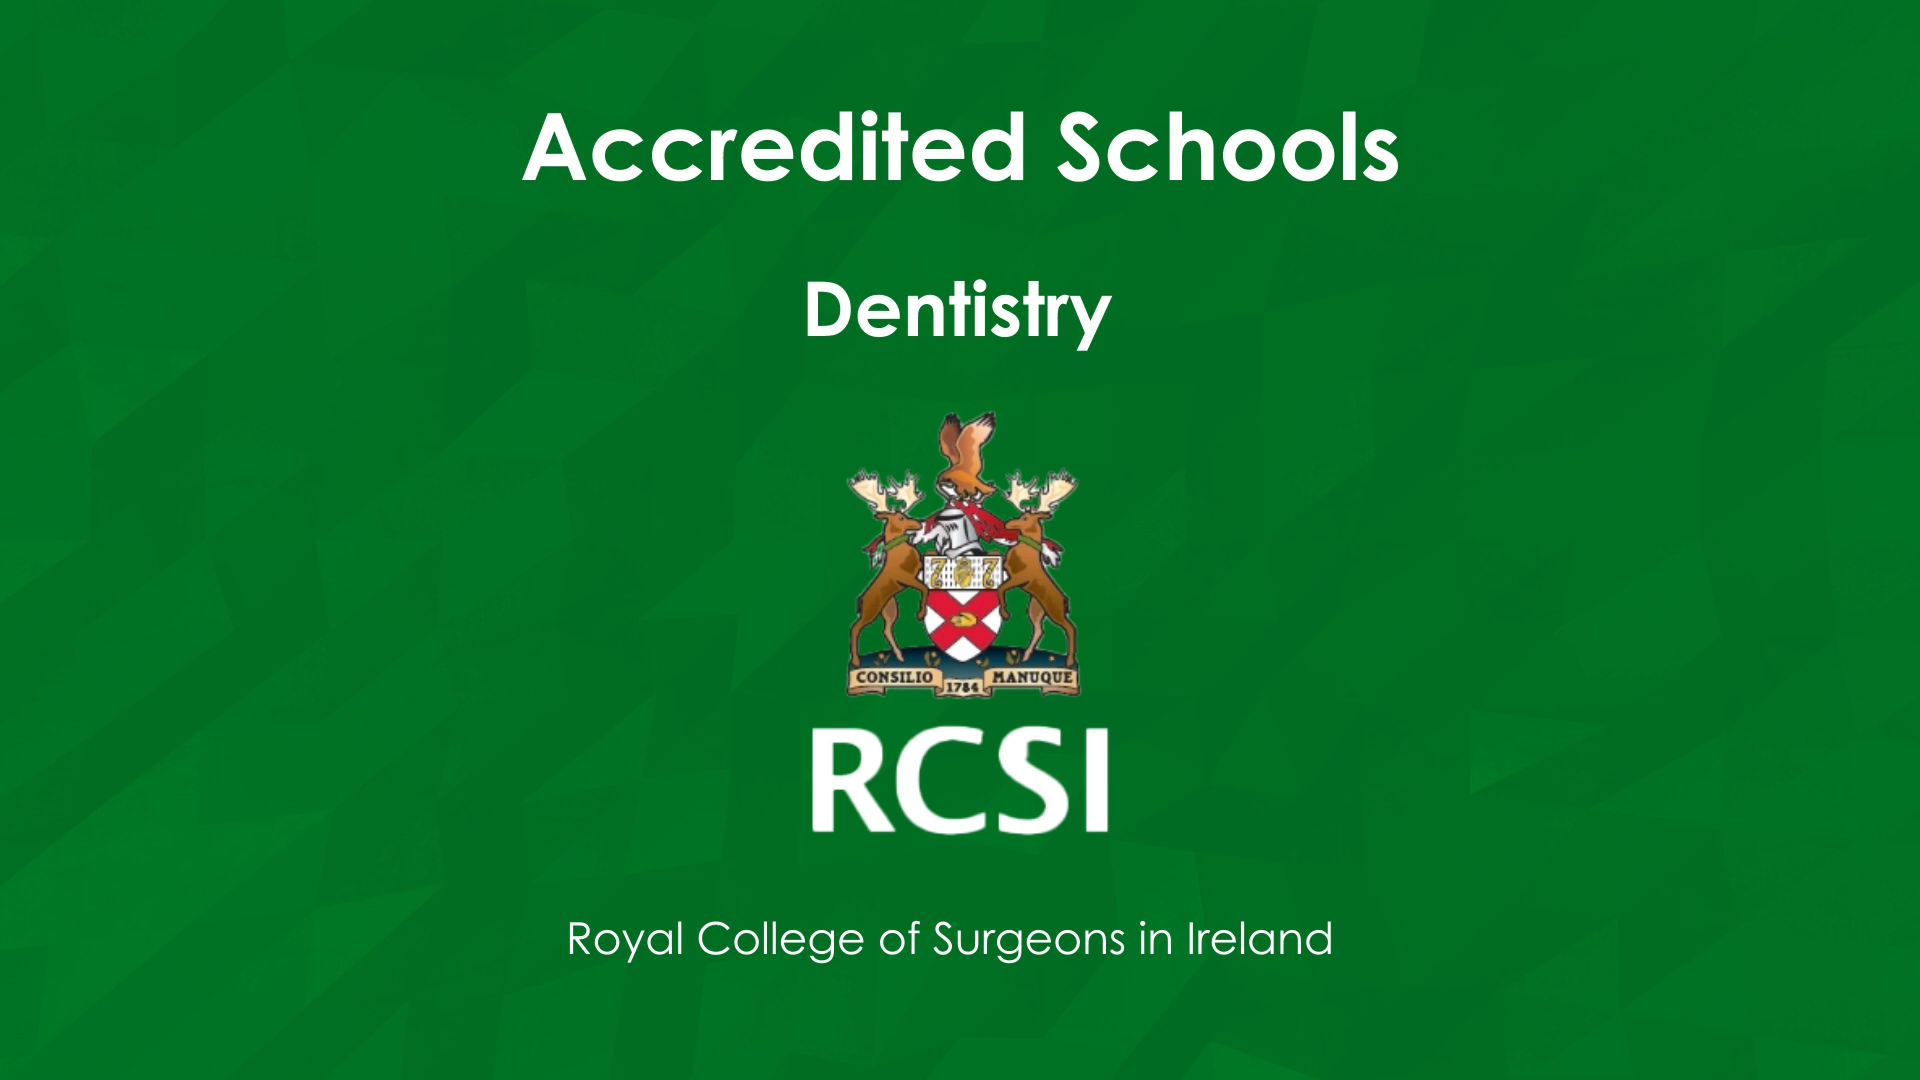 Accredited Schools
Dentistry
CONSILIO 1784 MANUQUE
RCSI
Royal College of Surgeons in Ireland